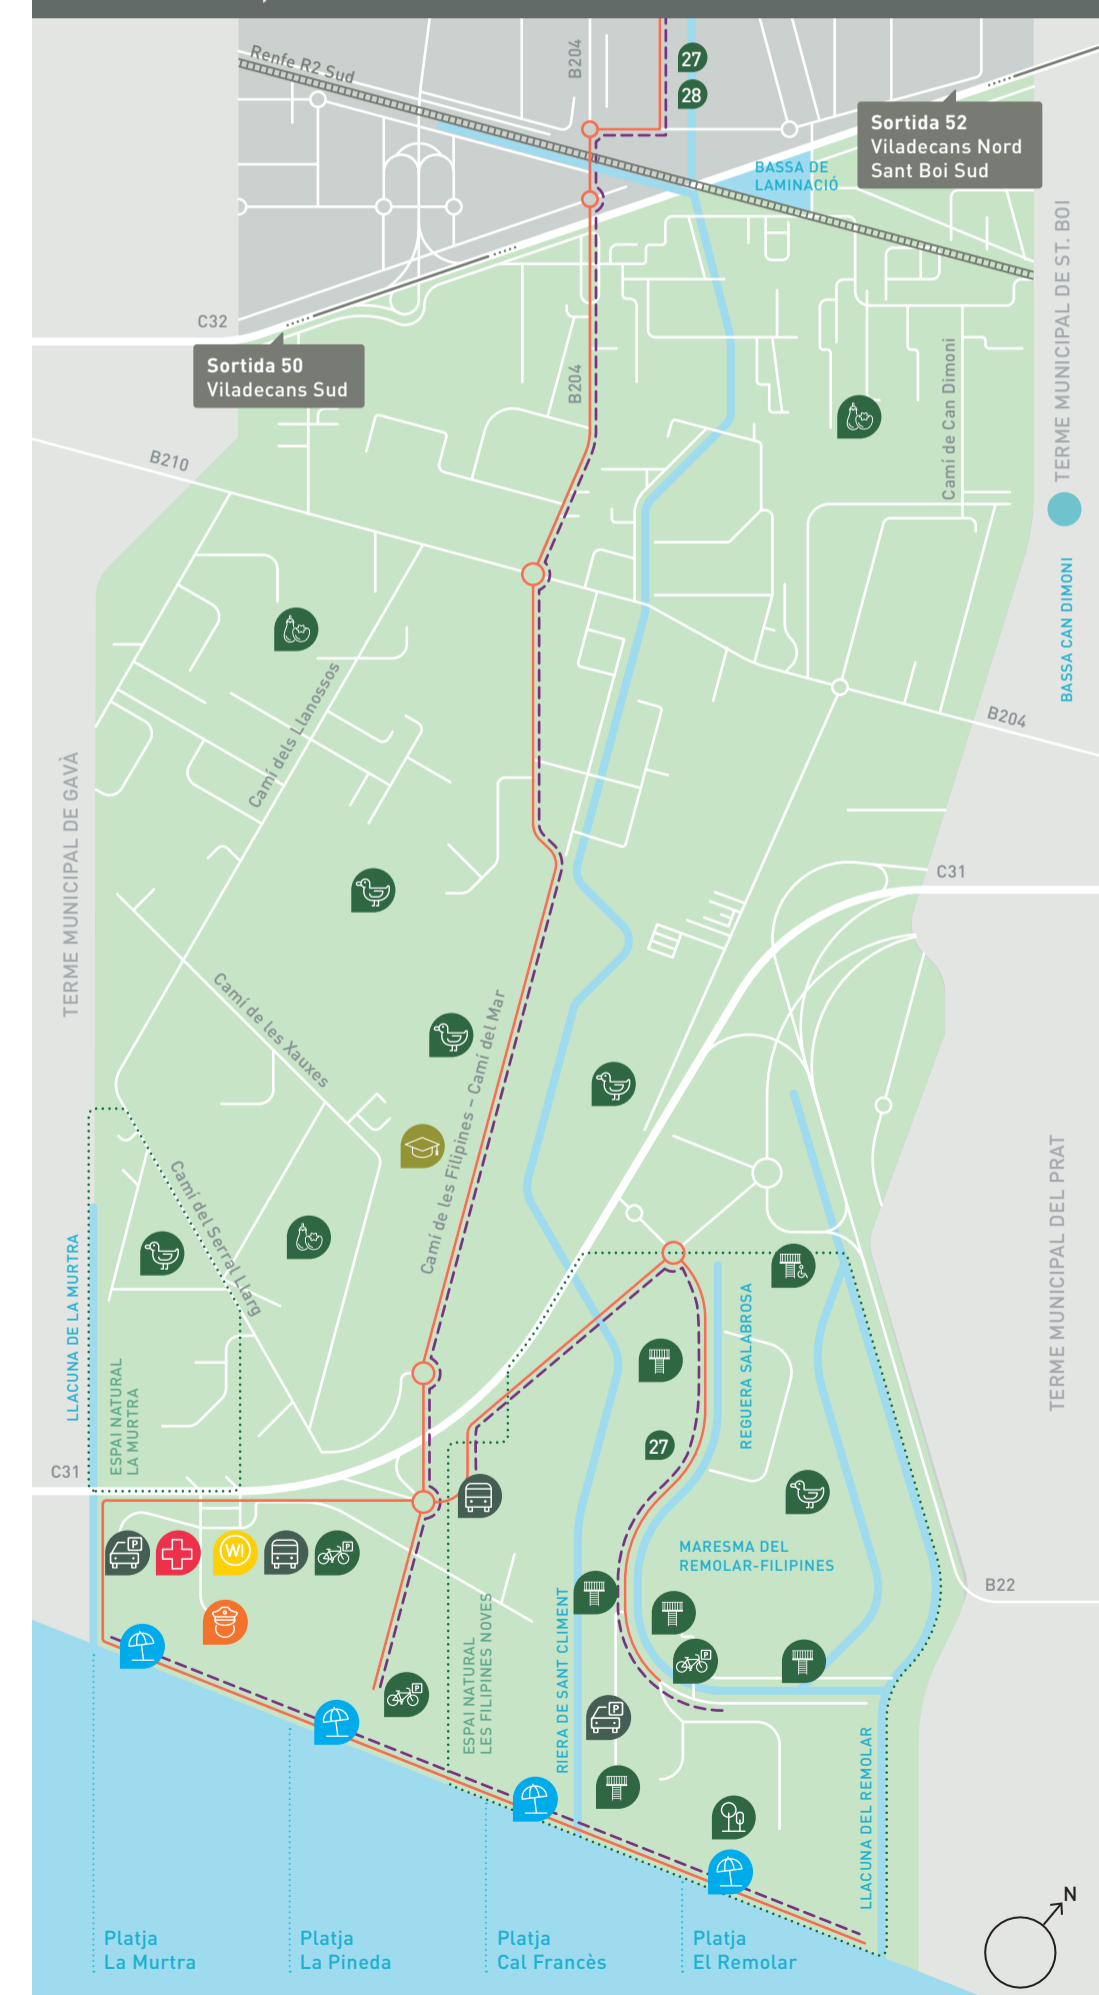 Renfe R2 Sud
B204
27
28
Sortida 52
Viladecans Nord
Sant Boi Sud
BASSA DE
LAMINACIÓ
TERME MUNICIPAL DE ST. BOI
C32
Sortida 50
Viladecans Sud
B204
Camí de Can Dimoni
B210
BASSA CAN DIMONI
Camí dels Llanossos
B204
TERME MUNICIPAL DE GAVÀ
C31
Camí de les Xauxes
Camí de les Filipines – Camí del Mar
TERME MUNICIPAL DEL PRAT
Camí del Serral Llarg
LLACUNA DE LA MURTRA
ESPAI NATURAL
LA MURTRA
REGUERA SALABROSA
27
C31
P
WI
P
MARESMA DEL
REMOLAR-FILIPINES
B22
ESPAI NATURAL
LES FILIPINES NOVES
RIERA DE SANT CLIMENT
P
P
P
LLACUNA DEL REMOLAR
N
Platja
La Murtra
Platja
La Pineda
Platja
Cal Francès
Platja
El Remolar